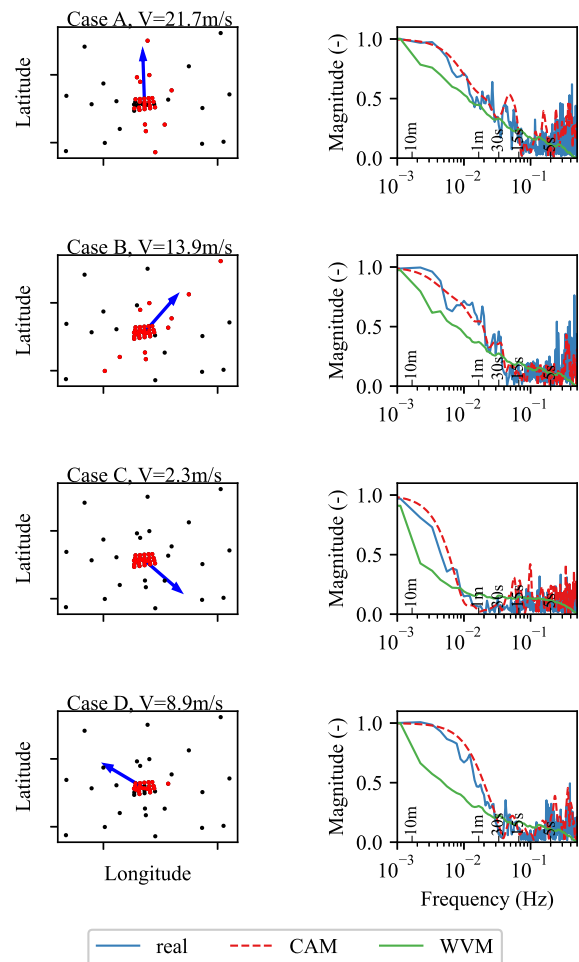 Case A, V=21.7m/s
Latitude
Magnitude (-)
1.0
0.5
0.0
10m
1m
30s
15s
5s
10⁻³ 10⁻² 10⁻¹
Case B, V=13.9m/s
Latitude
Magnitude (-)
1.0
0.5
0.0
10m
1m
30s
15s
5s
10⁻³ 10⁻² 10⁻¹
Case C, V=2.3m/s
Latitude
Magnitude (-)
1.0
0.5
0.0
10m
1m
30s
15s
5s
10⁻³ 10⁻² 10⁻¹
Case D, V=8.9m/s
Latitude
Longitude
Magnitude (-)
1.0
0.5
0.0
10m
1m
30s
15s
5s
10⁻³ 10⁻² 10⁻¹
Frequency (Hz)
real CAM WVM